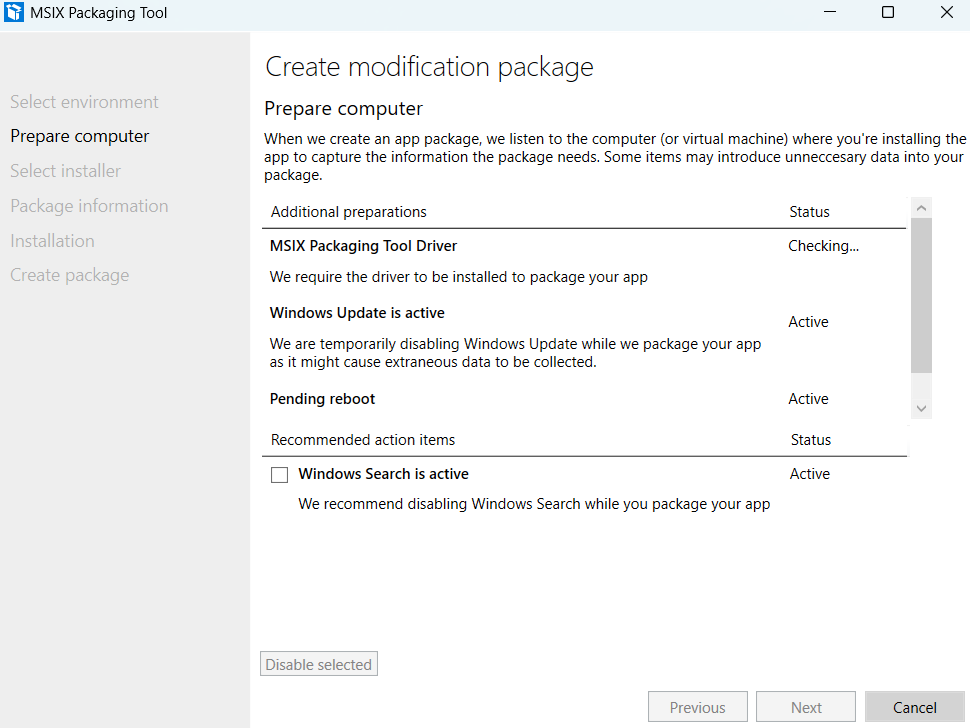 MSIX Packaging Tool
Select environment
Prepare computer
Select installer
Package information
Installation
Create package
Create modification package
Prepare computer
When we create an app package, we listen to the computer (or virtual machine) where you're installing the
app to capture the information the package needs. Some items may introduce unneccesary data into your
package.
Additional preparations Status
MSIX Packaging Tool Driver Checking...
We require the driver to be installed to package your app
Windows Update is active
Active
We are temporarily disabling Windows Update while we package your app
as it might cause extraneous data to be collected.
Pending reboot Active
Recommended action items Status
Windows Search is active Active
We recommend disabling Windows Search while you package your app
Disable selected
Previous Next Cancel